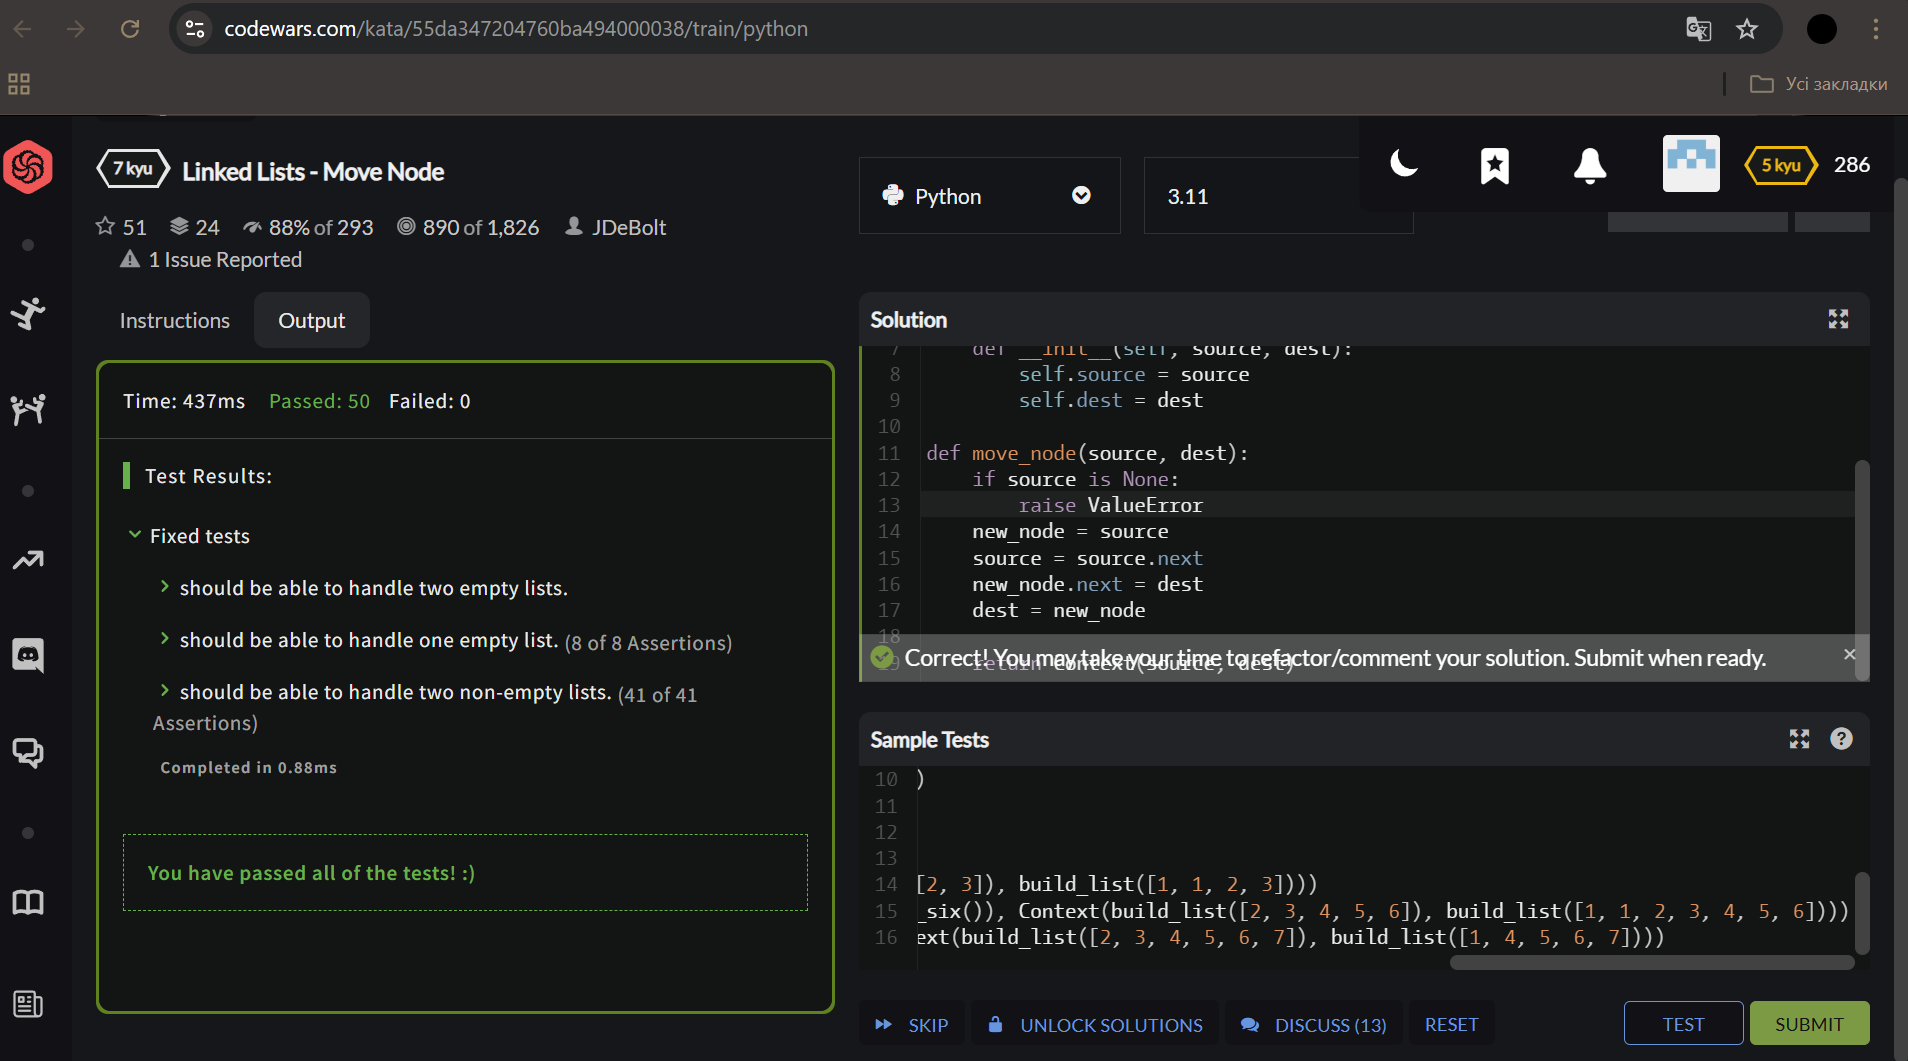 codewars.com/kata/55da347204760ba494000038/train/python
Усі закладки
7 kyu Linked Lists - Move Node
51 24 88% of 293 890 of 1,826 JDeBolt
1 Issue Reported
Python
3.11
5 kyu 286
Instructions Output
Time: 437ms Passed: 50 Failed: 0
Test Results:
Fixed tests
should be able to handle two empty lists.
should be able to handle one empty list. (8 of 8 Assertions)
should be able to handle two non-empty lists. (41 of 41
Assertions)
Completed in 0.88ms
You have passed all of the tests! :)
Solution
7 def __init__(self, source, dest):
8 self.source = source
9 self.dest = dest
10
11 def move_node(source, dest):
12 if source is None:
13 raise ValueError
14 new_node = source
15 source = source.next
16 new_node.next = dest
17 dest = new_node
18
19 return Context(source, dest)
Correct! You may take your time to refactor/comment your solution. Submit when ready.
Sample Tests
10 )
11
12
13
14 [2, 3]), build_list([1, 1, 2, 3])))
15 _six()), Context(build_list([2, 3, 4, 5, 6]), build_list([1, 1, 2, 3, 4, 5, 6])))
16 ext(build_list([2, 3, 4, 5, 6, 7]), build_list([1, 4, 5, 6, 7])))
SKIP UNLOCK SOLUTIONS DISCUSS (13) RESET TEST SUBMIT